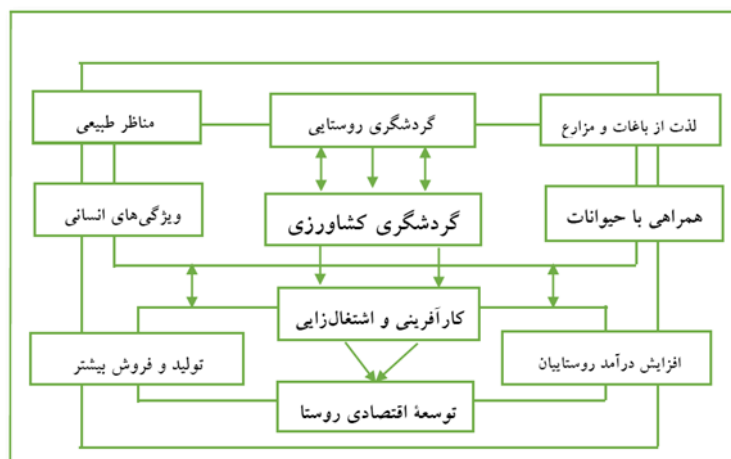 لذت از باغات و مزارع
گردشگری روستایی
مناظر طبیعی
همراهی با حیوانات
گردشگری کشاورزی
ویژگی‌های انسانی
کارآفرینی و اشتغال‌زایی
افزایش درآمد روستاییان
تولید و فروش بیشتر
توسعهٔ اقتصادی روستا